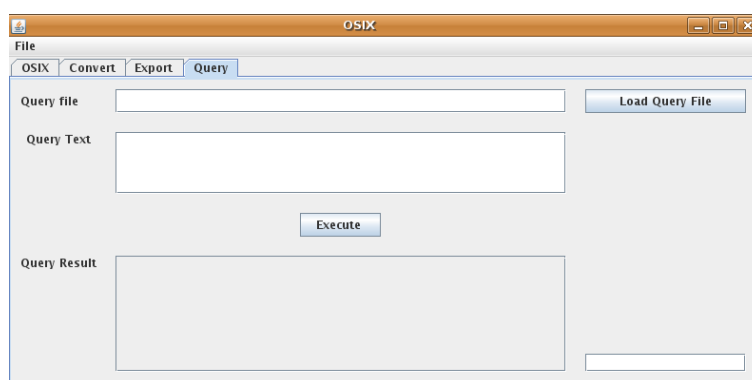 OSIX
File
OSIX Convert Export Query
Query file Load Query File
Query Text
Execute
Query Result